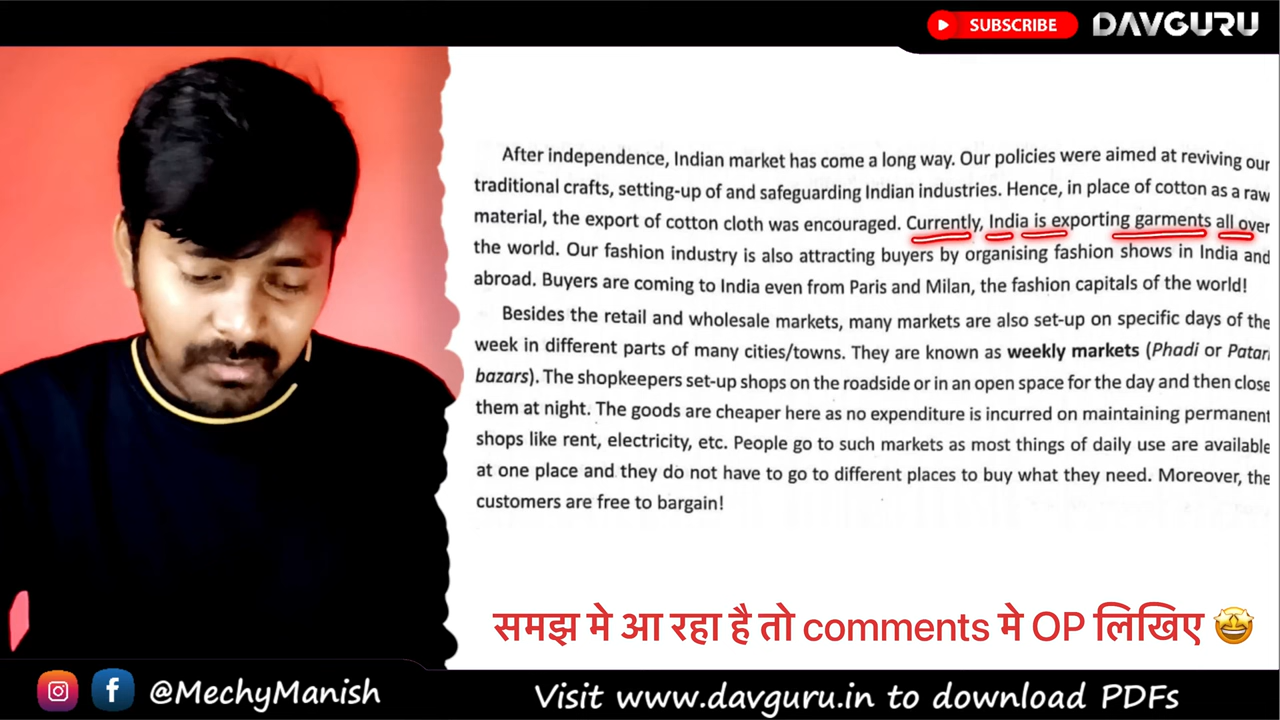 SUBSCRIBE DAVGURU
After independence, Indian market has come a long way. Our policies were aimed at reviving our
traditional crafts, setting-up of and safeguarding Indian industries. Hence, in place of cotton as a raw
material, the export of cotton cloth was encouraged. Currently, India is exporting garments all over
the world. Our fashion industry is also attracting buyers by organising fashion shows in India and
abroad. Buyers are coming to India even from Paris and Milan, the fashion capitals of the world!
Besides the retail and wholesale markets, many markets are also set-up on specific days of the
week in different parts of many cities/towns. They are known as weekly markets (Phadi or Patari
bazars). The shopkeepers set-up shops on the roadside or in an open space for the day and then close
them at night. The goods are cheaper here as no expenditure is incurred on maintaining permanent
shops like rent, electricity, etc. People go to such markets as most things of daily use are available
at one place and they do not have to go to different places to buy what they need. Moreover, the
customers are free to bargain!
समझ मे आ रहा है तो comments मे OP लिखिए 🤩
@MechyManish Visit www.davguru.in to download PDFs